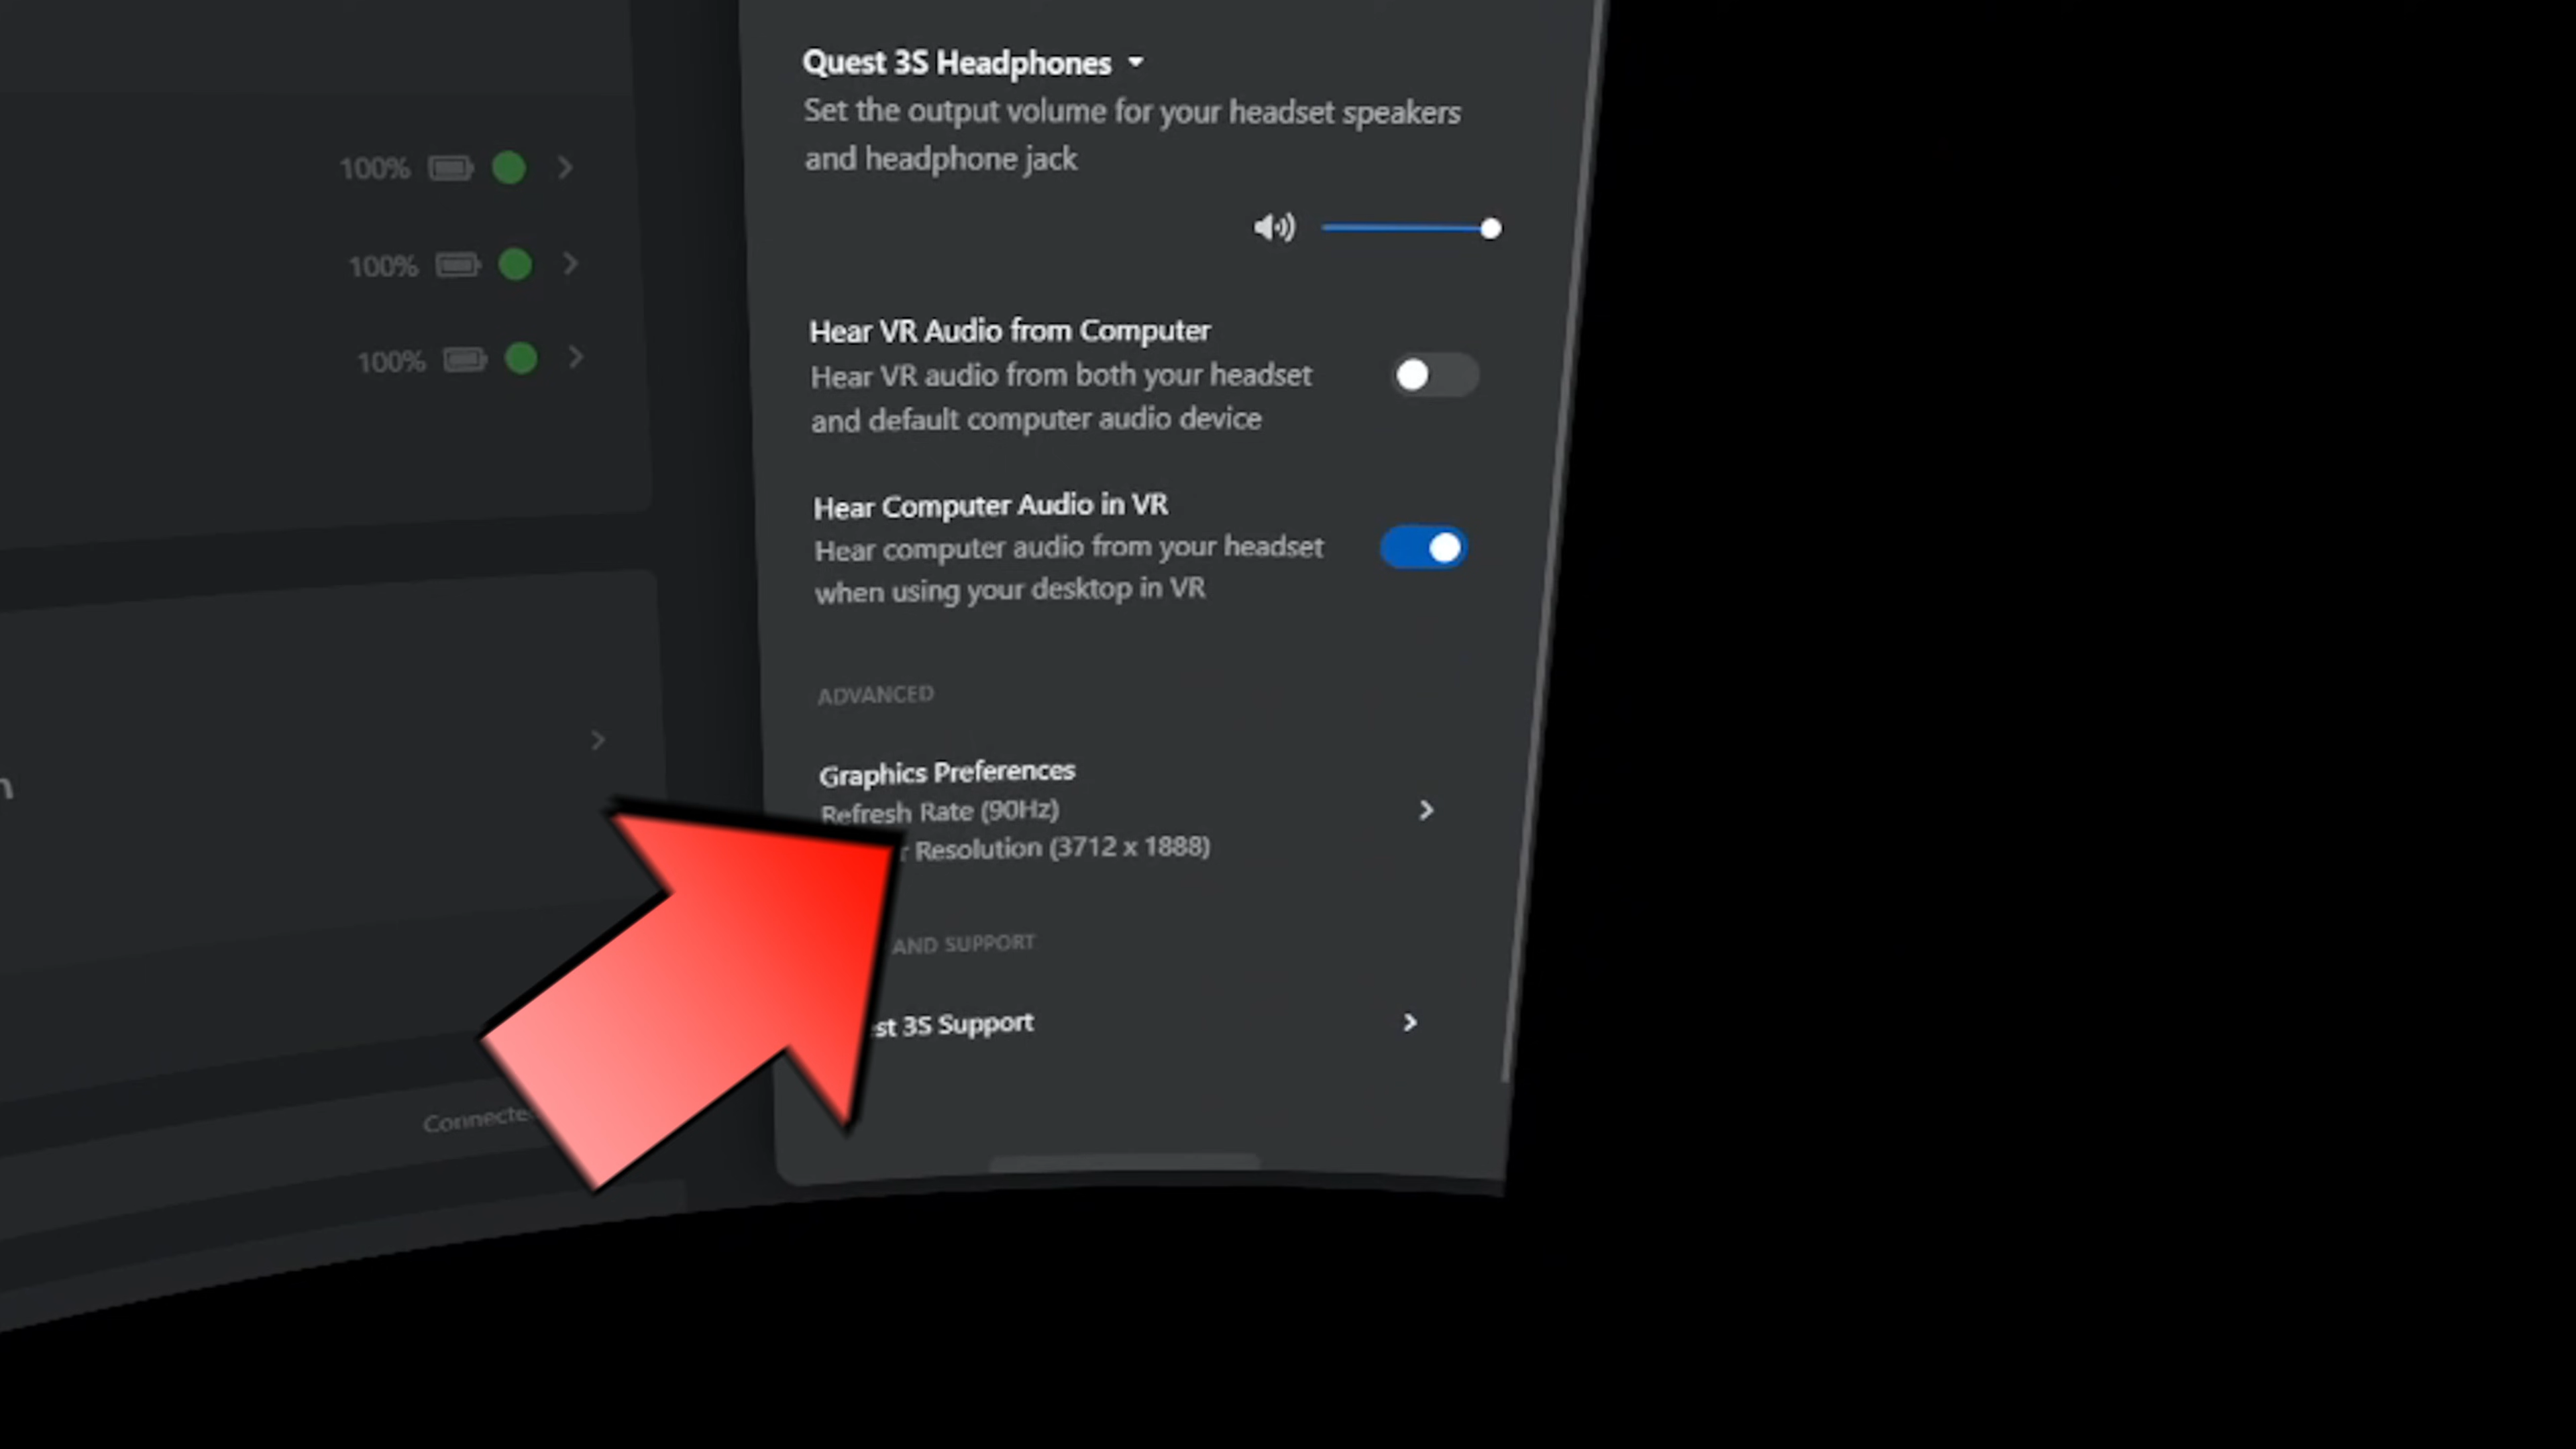 100%
100%
100%
Quest 3S Headphones
Set the output volume for your headset speakers
and headphone jack
Hear VR Audio from Computer
Hear VR audio from both your headset
and default computer audio device
Hear Computer Audio in VR
Hear computer audio from your headset
when using your desktop in VR
ADVANCED
Graphics Preferences
Refresh Rate (90Hz)
Resolution (3712 x 1888)
AND SUPPORT
3S Support